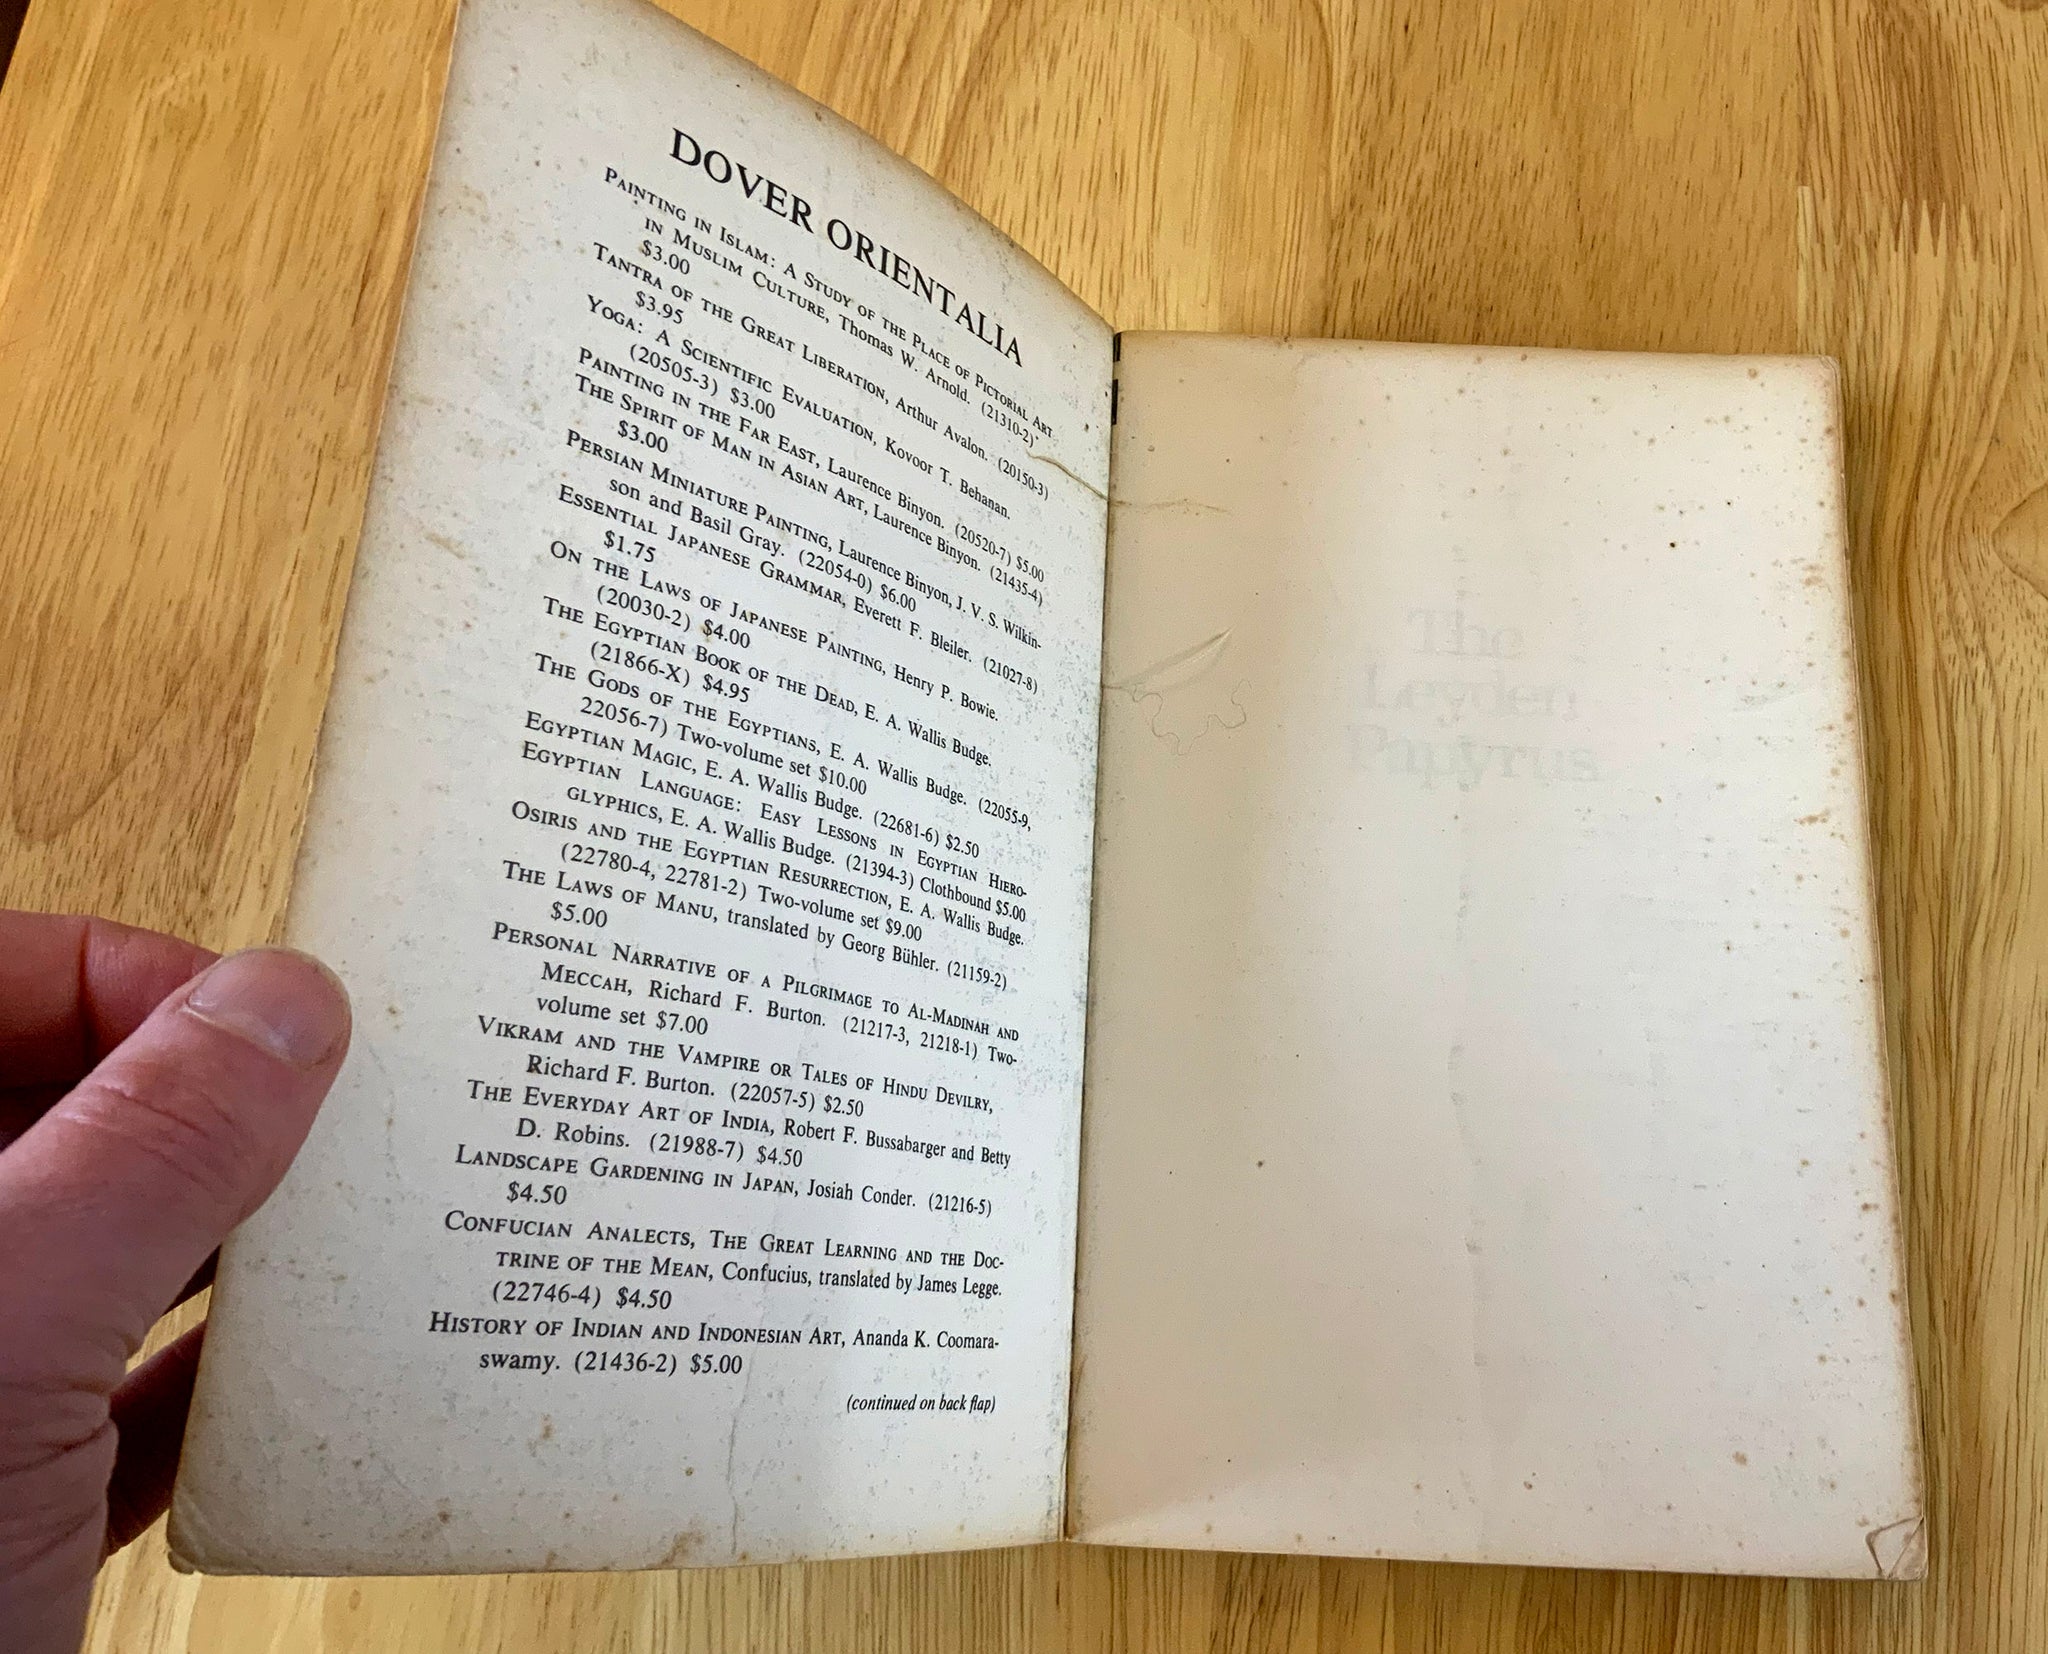 DOVER ORIENTALIA
PAINTING IN ISLAM: A STUDY OF THE PLACE OF PICTORIAL ART
IN MUSLIM CULTURE, Thomas W. Arnold. (21310-2)
$3.00
TANTRA OF THE GREAT LIBERATION, Arthur Avalon. (20150-3)
$3.95
YOGA: A SCIENTIFIC EVALUATION, Kovoor T. Behanan.
(20505-3) $3.00
PAINTING IN THE FAR EAST, Laurence Binyon. (20520-7) $5.00
THE SPIRIT OF MAN IN ASIAN ART, Laurence Binyon. (21435-4)
$3.00
PERSIAN MINIATURE PAINTING, Laurence Binyon, J. V. S. Wilkin-
son and Basil Gray. (22054-0) $6.00
ESSENTIAL JAPANESE GRAMMAR, Everett F. Bleiler. (21027-8)
$1.75
ON THE LAWS OF JAPANESE PAINTING, Henry P. Bowie.
(20030-2) $4.00
THE EGYPTIAN BOOK OF THE DEAD, E. A. Wallis Budge.
(21866-X) $4.95
THE GODS OF THE EGYPTIANS, E. A. Wallis Budge. (22055-9,
22056-7) Two-volume set $10.00
EGYPTIAN MAGIC, E. A. Wallis Budge. (22681-6) $2.50
EGYPTIAN LANGUAGE: EASY LESSONS IN EGYPTIAN HIERO-
GLYPHICS, E. A. Wallis Budge. (21394-3) Clothbound $5.00
OSIRIS AND THE EGYPTIAN RESURRECTION, E. A. Wallis Budge.
(22780-4, 22781-2) Two-volume set $9.00
THE LAWS OF MANU, translated by Georg Bühler. (21159-2)
$5.00
PERSONAL NARRATIVE OF A PILGRIMAGE TO AL-MADINAH AND
MECCAH, Richard F. Burton. (21217-3, 21218-1) Two-
volume set $7.00
VIKRAM AND THE VAMPIRE OR TALES OF HINDU DEVILRY,
Richard F. Burton. (22057-5) $2.50
THE EVERYDAY ART OF INDIA, Robert F. Bussabarger and Betty
D. Robins. (21988-7) $4.50
LANDSCAPE GARDENING IN JAPAN, Josiah Conder. (21216-5)
$4.50
CONFUCIAN ANALECTS, THE GREAT LEARNING AND THE DOC-
TRINE OF THE MEAN, Confucius, translated by James Legge.
(22746-4) $4.50
HISTORY OF INDIAN AND INDONESIAN ART, Ananda K. Coomara-
swamy. (21436-2) $5.00
(continued on back flap)
The
Leyden
Papyrus